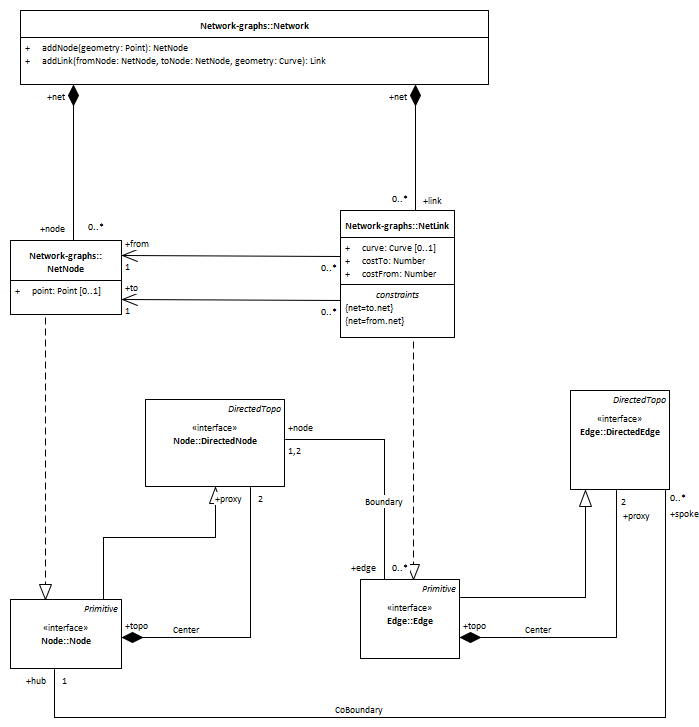 Network-graphs::Network
+ addNode(geometry: Point): NetNode
+ addLink(fromNode: NetNode, toNode: NetNode, geometry: Curve): Link
+net
+net
0..*
+link
+node
0..*
Network-graphs::
NetNode
+ point: Point [0..1]
+from
1
0..*
+to
1
0..*
Network-graphs::NetLink
+ curve: Curve [0..1]
+ costTo: Number
+ costFrom: Number
constraints
{net=to.net}
{net=from.net}
DirectedTopo
«interface»
Node::DirectedNode
+node
1,2
+proxy
2
DirectedTopo
«interface»
Edge::DirectedEdge
2
+proxy
0..*
+spoke
Boundary
+edge
0..*
Primitive
«interface»
Node::Node
+topo
Center
Primitive
«interface»
Edge::Edge
+topo
Center
+hub
1
CoBoundary